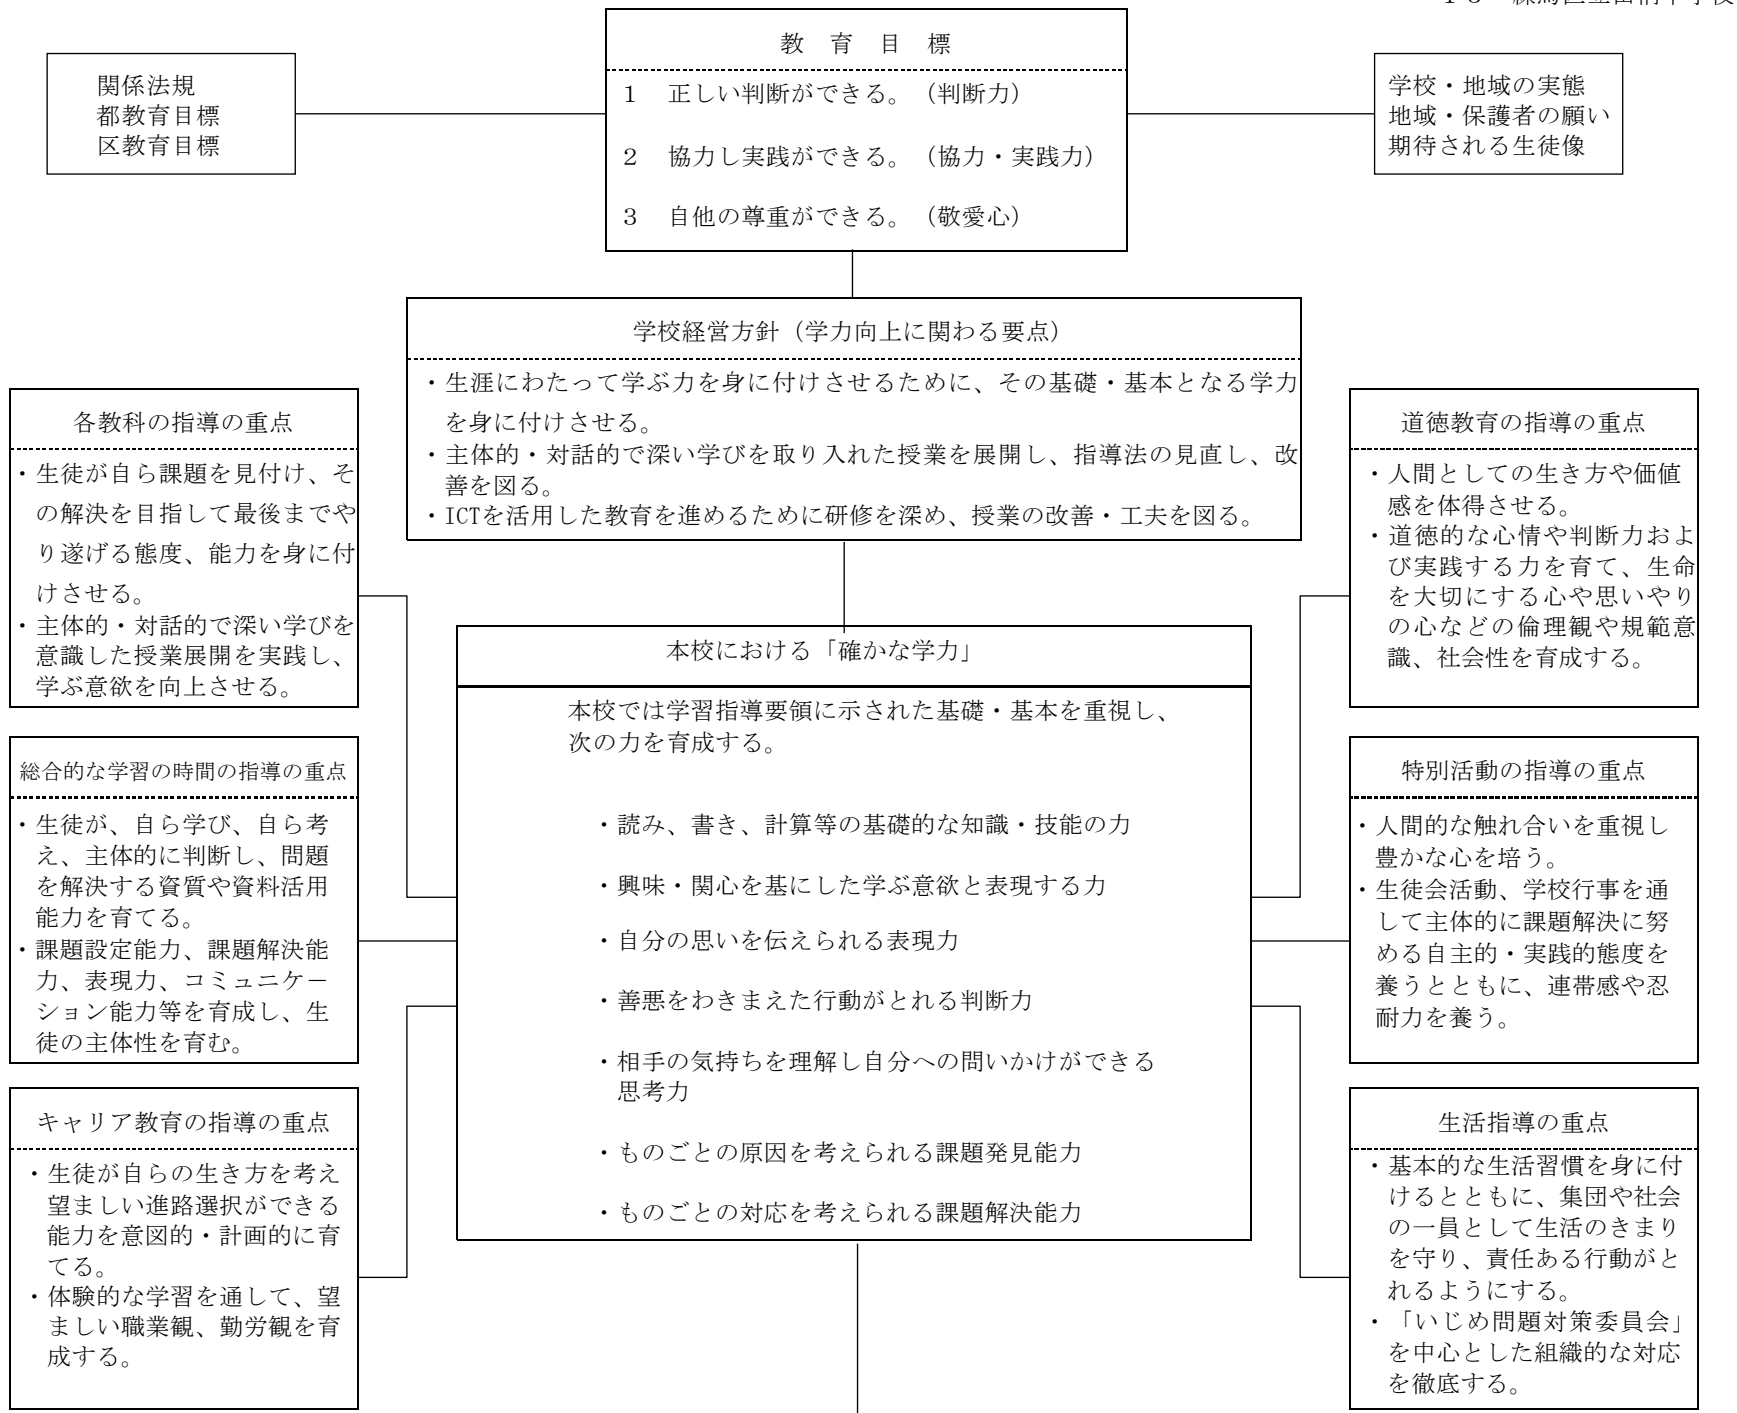 教　育　目　標
関係法規
都教育目標
区教育目標
１　正しい判断ができる。（判断力）
２　協力し実践ができる。（協力・実践力）
３　自他の尊重ができる。（敬愛心）
学校・地域の実態
地域・保護者の願い
期待される生徒像
学校経営方針（学力向上に関わる要点）
・生涯にわたって学ぶ力を身に付けさせるために、その基礎・基本となる学力
を身に付けさせる。
・主体的・対話的で深い学びを取り入れた授業を展開し、指導法の見直し、改
善を図る。
・ICTを活用した教育を進めるために研修を深め、授業の改善・工夫を図る。
各教科の指導の重点
・生徒が自ら課題を見付け、そ
の解決を目指して最後までや
り遂げる態度、能力を身に付
けさせる。
・主体的・対話的で深い学びを
意識した授業展開を実践し、
学ぶ意欲を向上させる。
道徳教育の指導の重点
・人間としての生き方や価値
感を体得させる。
・道徳的な心情や判断力およ
び実践する力を育て、生命
を大切にする心や思いやり
の心などの倫理観や規範意
識、社会性を育成する。
本校における「確かな学力」
本校では学習指導要領に示された基礎・基本を重視し、
次の力を育成する。
・読み、書き、計算等の基礎的な知識・技能の力
・興味・関心を基にした学ぶ意欲と表現する力
・自分の思いを伝えられる表現力
・善悪をわきまえた行動がとれる判断力
・相手の気持ちを理解し自分への問いかけができる
思考力
・ものごとの原因を考えられる課題発見能力
・ものごとの対応を考えられる課題解決能力
総合的な学習の時間の指導の重点
・生徒が、自ら学び、自ら考
え、主体的に判断し、問題
を解決する資質や資料活用
能力を育てる。
・課題設定能力、課題解決能
力、表現力、コミュニケー
ション能力等を育成し、生
徒の主体性を育む。
特別活動の指導の重点
・人間的な触れ合いを重視し
豊かな心を培う。
・生徒会活動、学校行事を通
して主体的に課題解決に努
める自主的・実践的態度を
養うとともに、連帯感や忍
耐力を養う。
キャリア教育の指導の重点
・生徒が自らの生き方を考え
望ましい進路選択ができる
能力を意図的・計画的に育
てる。
・体験的な学習を通して、望
ましい職業観、勤労観を育
成する。
生活指導の重点
・基本的な生活習慣を身に付
けるとともに、集団や社会
の一員として生活のきまり
を守り、責任ある行動がと
れるようにする。
・「いじめ問題対策委員会」
を中心とした組織的な対応
を徹底する。